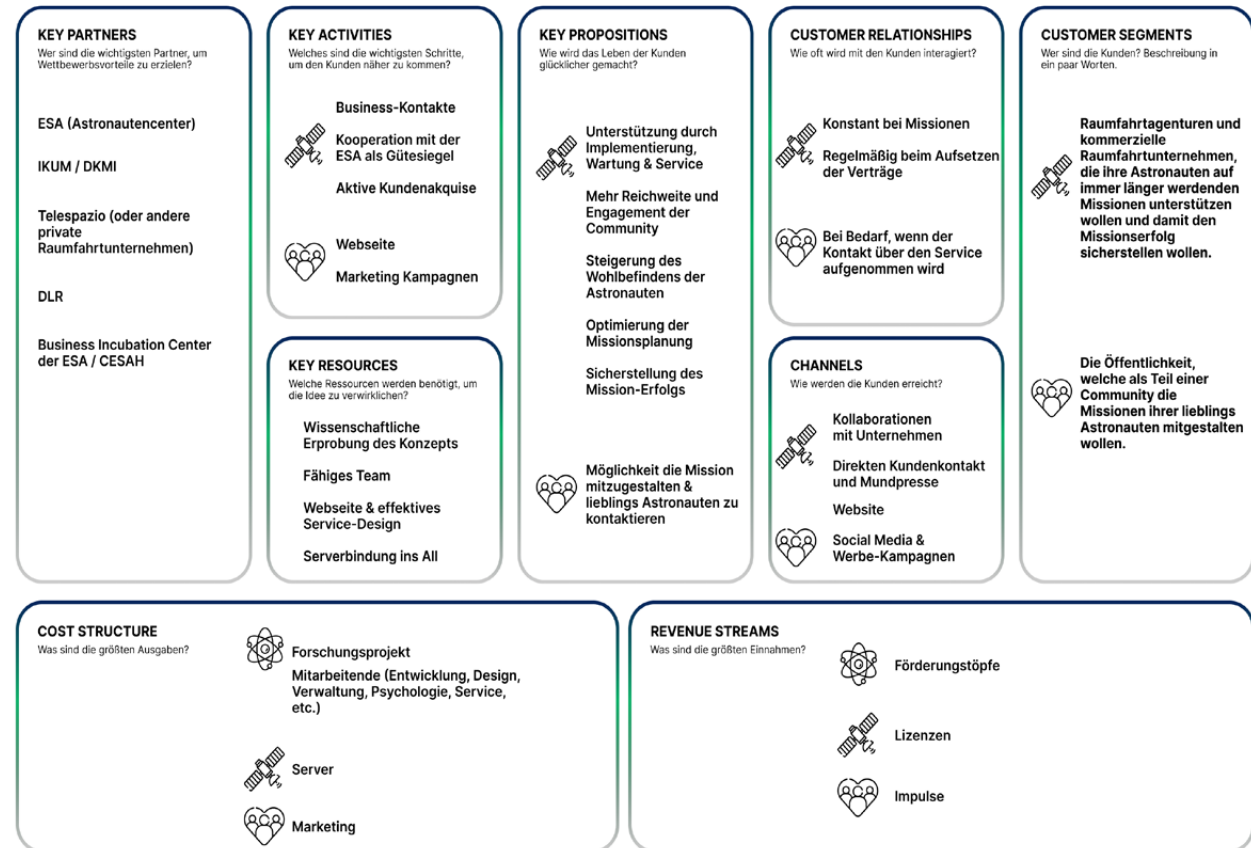 KEY PARTNERS
Wer sind die wichtigsten Partner, um
Wettbewerbsvorteile zu erzielen?
ESA (Astronautencenter)
IKUM / DKMI
Telespazio (oder andere
private
Raumfahrtunternehmen)
DLR
Business Incubation Center
der ESA / CESAH
KEY ACTIVITIES
Welches sind die wichtigsten Schritte,
um den Kunden näher zu kommen?
Business-Kontakte
Kooperation mit der
ESA als Gütesiegel
Aktive Kundenakquise
Webseite
Marketing Kampagnen
KEY RESOURCES
Welche Ressourcen werden benötigt, um
die Idee zu verwirklichen?
Wissenschaftliche
Erprobung des Konzepts
Fähiges Team
Webseite & effektives
Service-Design
Serverbindung ins All
KEY PROPOSITIONS
Wie wird das Leben der Kunden
glücklicher gemacht?
Unterstützung durch
Implementierung,
Wartung & Service
Mehr Reichweite und
Engagement der
Community
Steigerung des
Wohlbefindens der
Astronauten
Optimierung der
Missionsplanung
Sicherstellung des
Mission-Erfolgs
Möglichkeit die Mission
mitzugestalten &
lieblings Astronauten zu
kontaktieren
CUSTOMER RELATIONSHIPS
Wie oft wird mit den Kunden interagiert?
Konstant bei Missionen
Regelmäßig beim Aufsetzen
der Verträge
Bei Bedarf, wenn der
Kontakt über den Service
aufgenommen wird
CHANNELS
Wie werden die Kunden erreicht?
Kollaborationen
mit Unternehmen
Direkten Kundenkontakt
und Mundpresse
Website
Social Media &
Werbe-Kampagnen
CUSTOMER SEGMENTS
Wer sind die Kunden? Beschreibung in
ein paar Worten.
Raumfahrtagenturen und
kommerzielle
Raumfahrtunternehmen,
die ihre Astronauten auf
immer länger werdenden
Missionen unterstützen
wollen und damit den
Missionserfolg
sicherstellen wollen.
Die Öffentlichkeit,
welche als Teil einer
Community die
Missionen ihrer lieblings
Astronauten mitgestalten
wollen.
COST STRUCTURE
Was sind die größten Ausgaben?
Forschungsprojekt
Mitarbeitende (Entwicklung, Design,
Verwaltung, Psychologie, Service,
etc.)
Server
Marketing
REVENUE STREAMS
Was sind die größten Einnahmen?
Förderungstöpfe
Lizenzen
Impulse